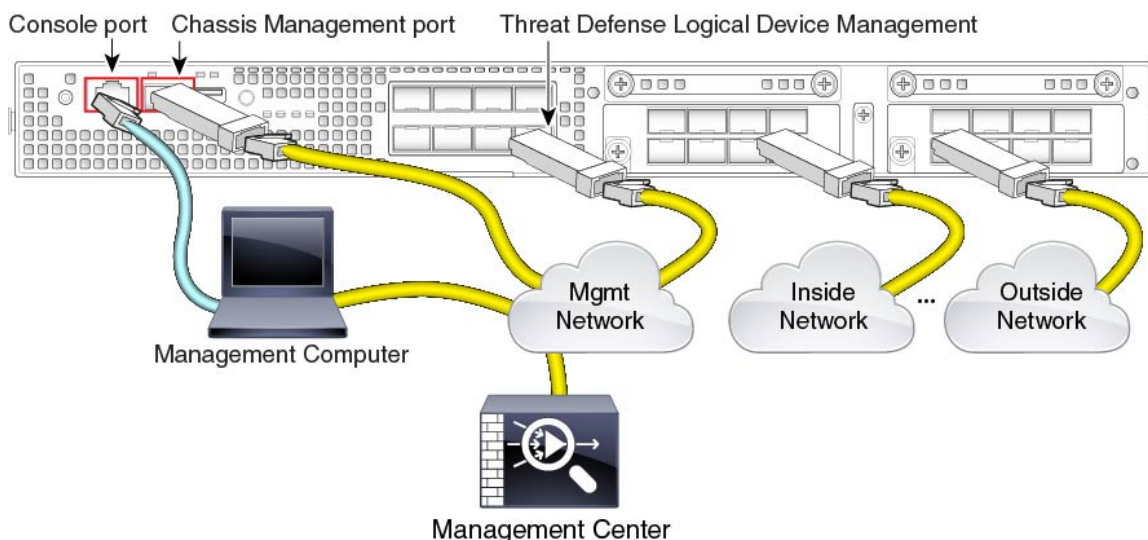 Console port
Chassis Management port
Threat Defense Logical Device Management
Mgmt
Network
Inside
Network
...
Outside
Network
Management Computer
Management Center